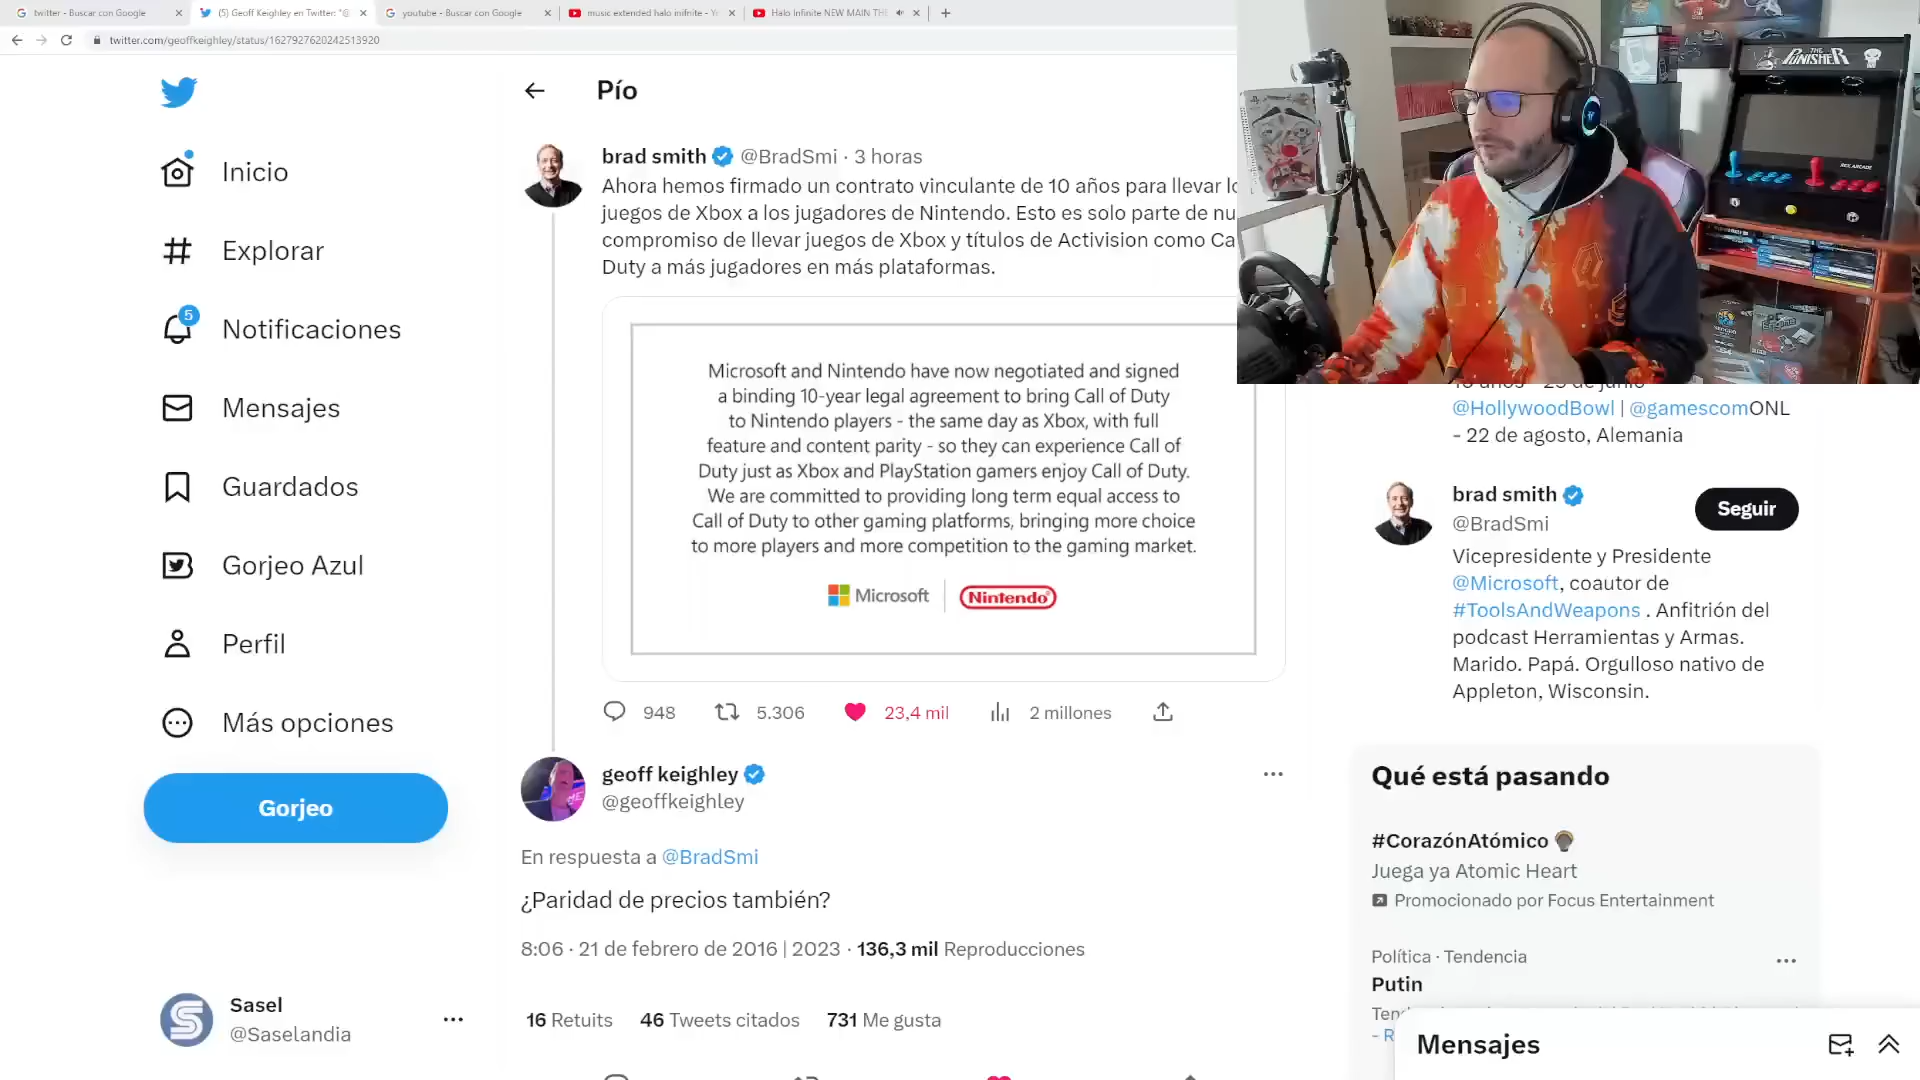 twitter - Buscar con Google
(5) Geoff Keighley en Twitter: "@
youtube - Buscar con Google
music extended halo inifnite - Yo
Halo Infinite NEW MAIN THE
twitter.com/geoffkeighley/status/1627927620242513920
Inicio
Explorar
5
Notificaciones
Mensajes
Guardados
Gorjeo Azul
Perfil
Más opciones
Gorjeo
Sasel
@Saselandia
Pío
brad smith @BradSmi · 3 horas
Ahora hemos firmado un contrato vinculante de 10 años para llevar lo
juegos de Xbox a los jugadores de Nintendo. Esto es solo parte de nu
compromiso de llevar juegos de Xbox y títulos de Activision como Ca
Duty a más jugadores en más plataformas.
Microsoft and Nintendo have now negotiated and signed
a binding 10-year legal agreement to bring Call of Duty
to Nintendo players - the same day as Xbox, with full
feature and content parity - so they can experience Call of
Duty just as Xbox and PlayStation gamers enjoy Call of Duty.
We are committed to providing long term equal access to
Call of Duty to other gaming platforms, bringing more choice
to more players and more competition to the gaming market.
Microsoft
Nintendo
948
5.306
23,4 mil
2 millones
geoff keighley
@geoffkeighley
En respuesta a @BradSmi
¿Paridad de precios también?
8:06 · 21 de febrero de 2016 | 2023 · 136,3 mil Reproducciones
16 Retuits 46 Tweets citados 731 Me gusta
THE
PUNISHER
@HollywoodBowl | @gamescomONL
- 22 de agosto, Alemania
brad smith
@BradSmi
Seguir
Vicepresidente y Presidente
@Microsoft, coautor de
#ToolsAndWeapons . Anfitrión del
podcast Herramientas y Armas.
Marido. Papá. Orgulloso nativo de
Appleton, Wisconsin.
Qué está pasando
#CorazónAtómico
Juega ya Atomic Heart
Promocionado por Focus Entertainment
Política · Tendencia
Putin
Mensajes